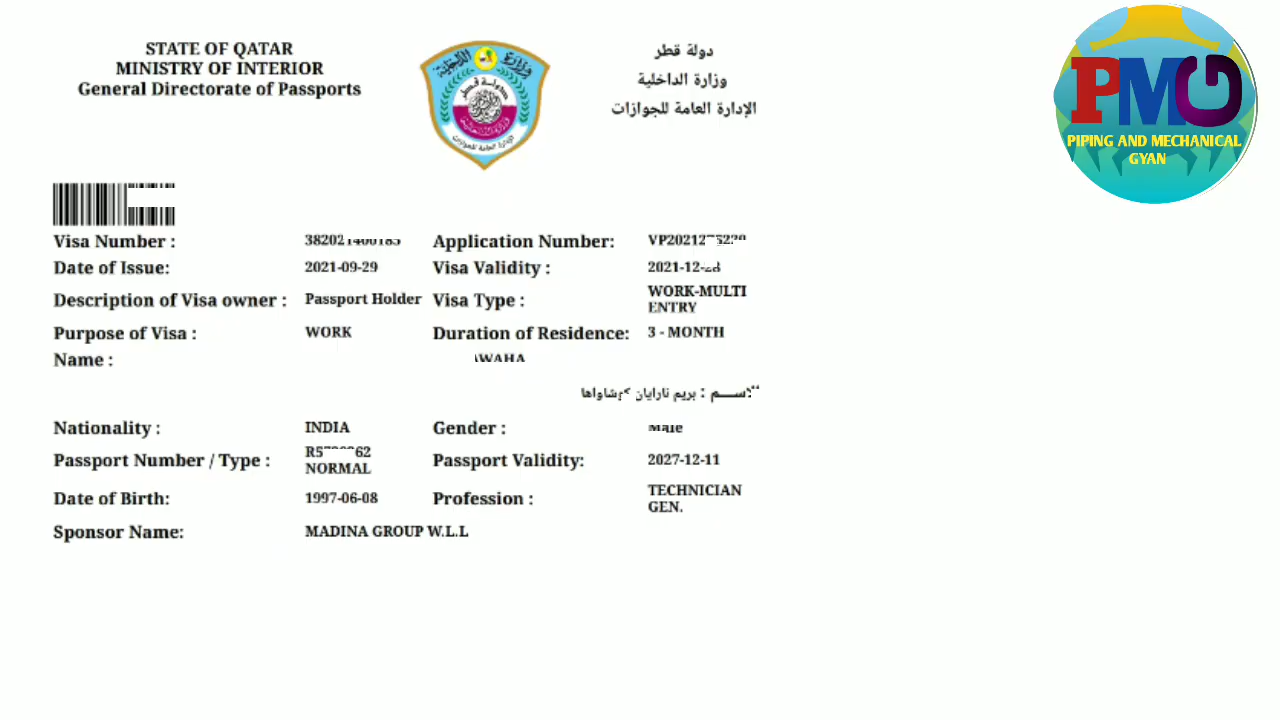 STATE OF QATAR
MINISTRY OF INTERIOR
General Directorate of Passports
دولة قطر
وزارة الداخلية
الإدارة العامة للجوازات
PMG
PIPING AND MECHANICAL
GYAN
Visa Number :
Application Number:
Date of Issue: 2021-09-29 Visa Validity :
Description of Visa owner : Passport Holder Visa Type : WORK-MULTI ENTRY
Purpose of Visa : WORK Duration of Residence: 3 - MONTH
Name :
بريم نارايان
Nationality : INDIA Gender : Male
Passport Number / Type : NORMAL Passport Validity: 2027-12-11
Date of Birth: 1997-06-08 Profession : TECHNICIAN GEN.
Sponsor Name: MADINA GROUP W.L.L